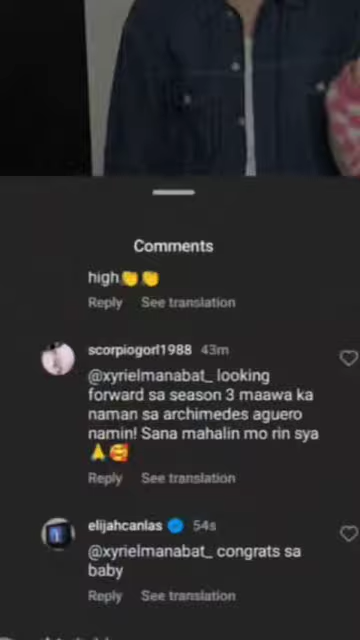 Comments
high👏👏
Reply See translation
scorpiogorl1988 43m
@xyrielmanabat_ looking
forward sa season 3 maawa ka
naman sa archimedes aguero
namin! Sana mahalin mo rin sya
🙏🥰
Reply See translation
elijahcanlas 54s
@xyrielmanabat_ congrats sa
baby
Reply See translation